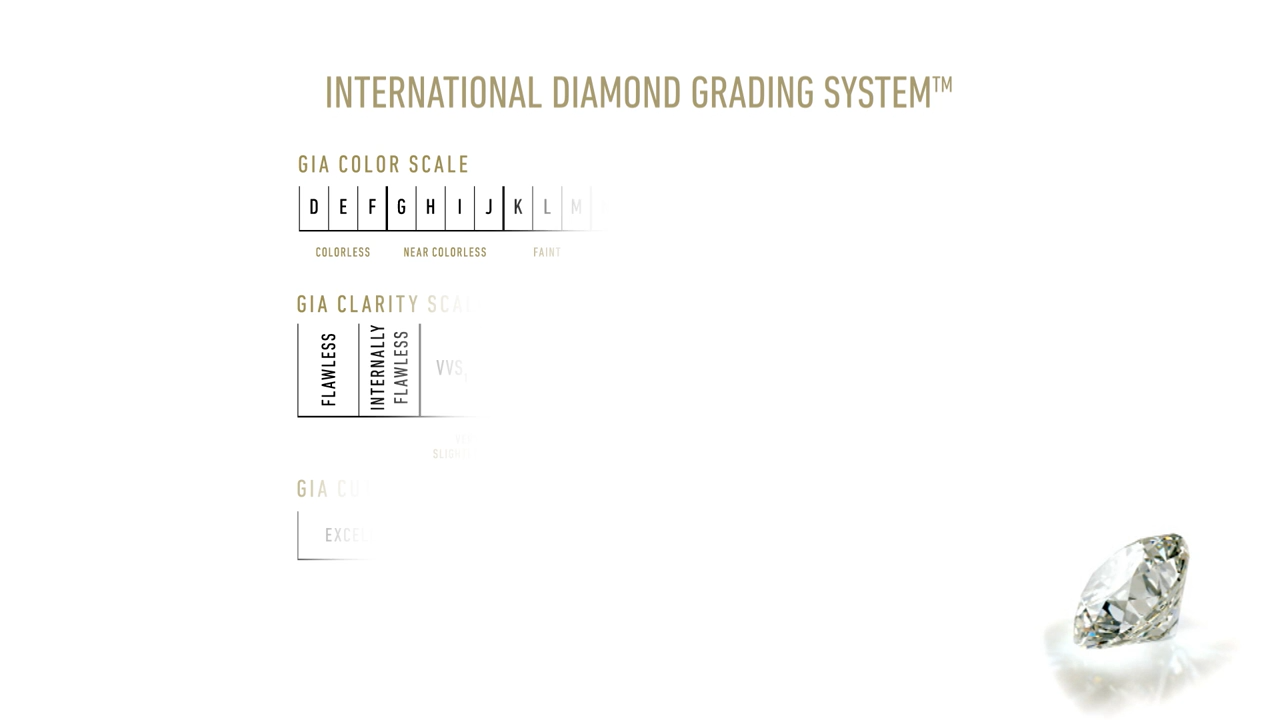 INTERNATIONAL DIAMOND GRADING SYSTEM™
GIA COLOR SCALE
D E F G H I J K L M
COLORLESS NEAR COLORLESS FAINT
GIA CLARITY
FLAWLESS INTERNALLY FLAWLESS VVS
GIA